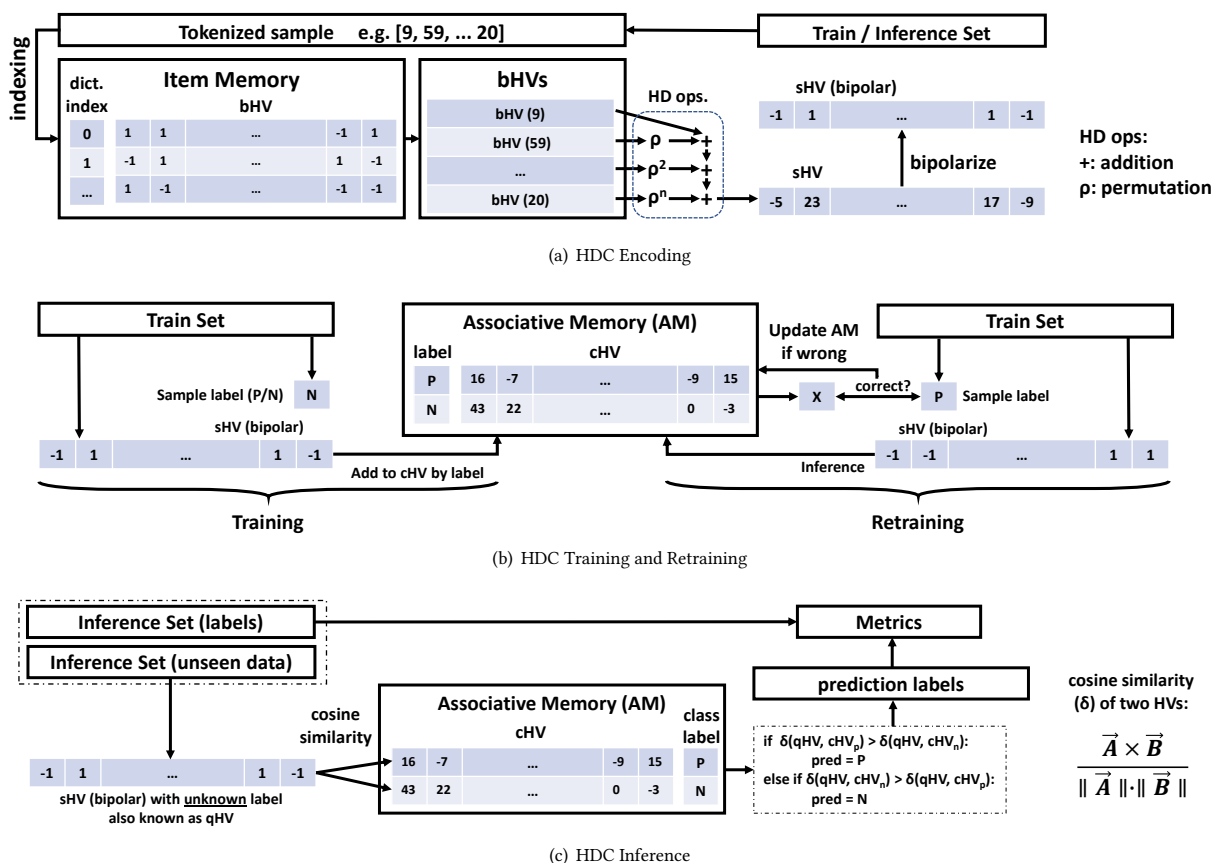 Tokenized sample e.g. [9, 59, ... 20]
Train / Inference Set
indexing
dict.
index
Item Memory
bHV
0 1 1 ... -1 1
1 -1 1 ... 1 -1
... 1 -1 ... -1 -1
bHVs
bHV (9)
bHV (59)
...
bHV (20)
HD ops.
+
ρ +
ρ² +
ρⁿ +
sHV (bipolar)
-1 1 ... 1 -1
bipolarize
sHV
-5 23 ... 17 -9
HD ops:
+: addition
ρ: permutation
(a) HDC Encoding
Train Set
Sample label (P/N) N
sHV (bipolar)
-1 1 ... 1 -1
Add to cHV by label
Training
Associative Memory (AM)
label cHV
P 16 -7 ... -9 15
N 43 22 ... 0 -3
Update AM
if wrong
Train Set
X correct? P Sample label
sHV (bipolar)
-1 -1 ... 1 1
Inference
Retraining
(b) HDC Training and Retraining
Inference Set (labels)
Inference Set (unseen data)
-1 1 ... 1 -1
sHV (bipolar) with unknown label
also known as qHV
cosine
similarity
Associative Memory (AM)
cHV
class
label
16 -7 ... -9 15 P
43 22 ... 0 -3 N
Metrics
prediction labels
if δ(qHV, cHVₚ) > δ(qHV, cHVₙ):
pred = P
else if δ(qHV, cHVₙ) > δ(qHV, cHVₚ):
pred = N
cosine similarity
(δ) of two HVs:
A⃗ × B⃗
‖ A⃗ ‖·‖ B⃗ ‖
(c) HDC Inference